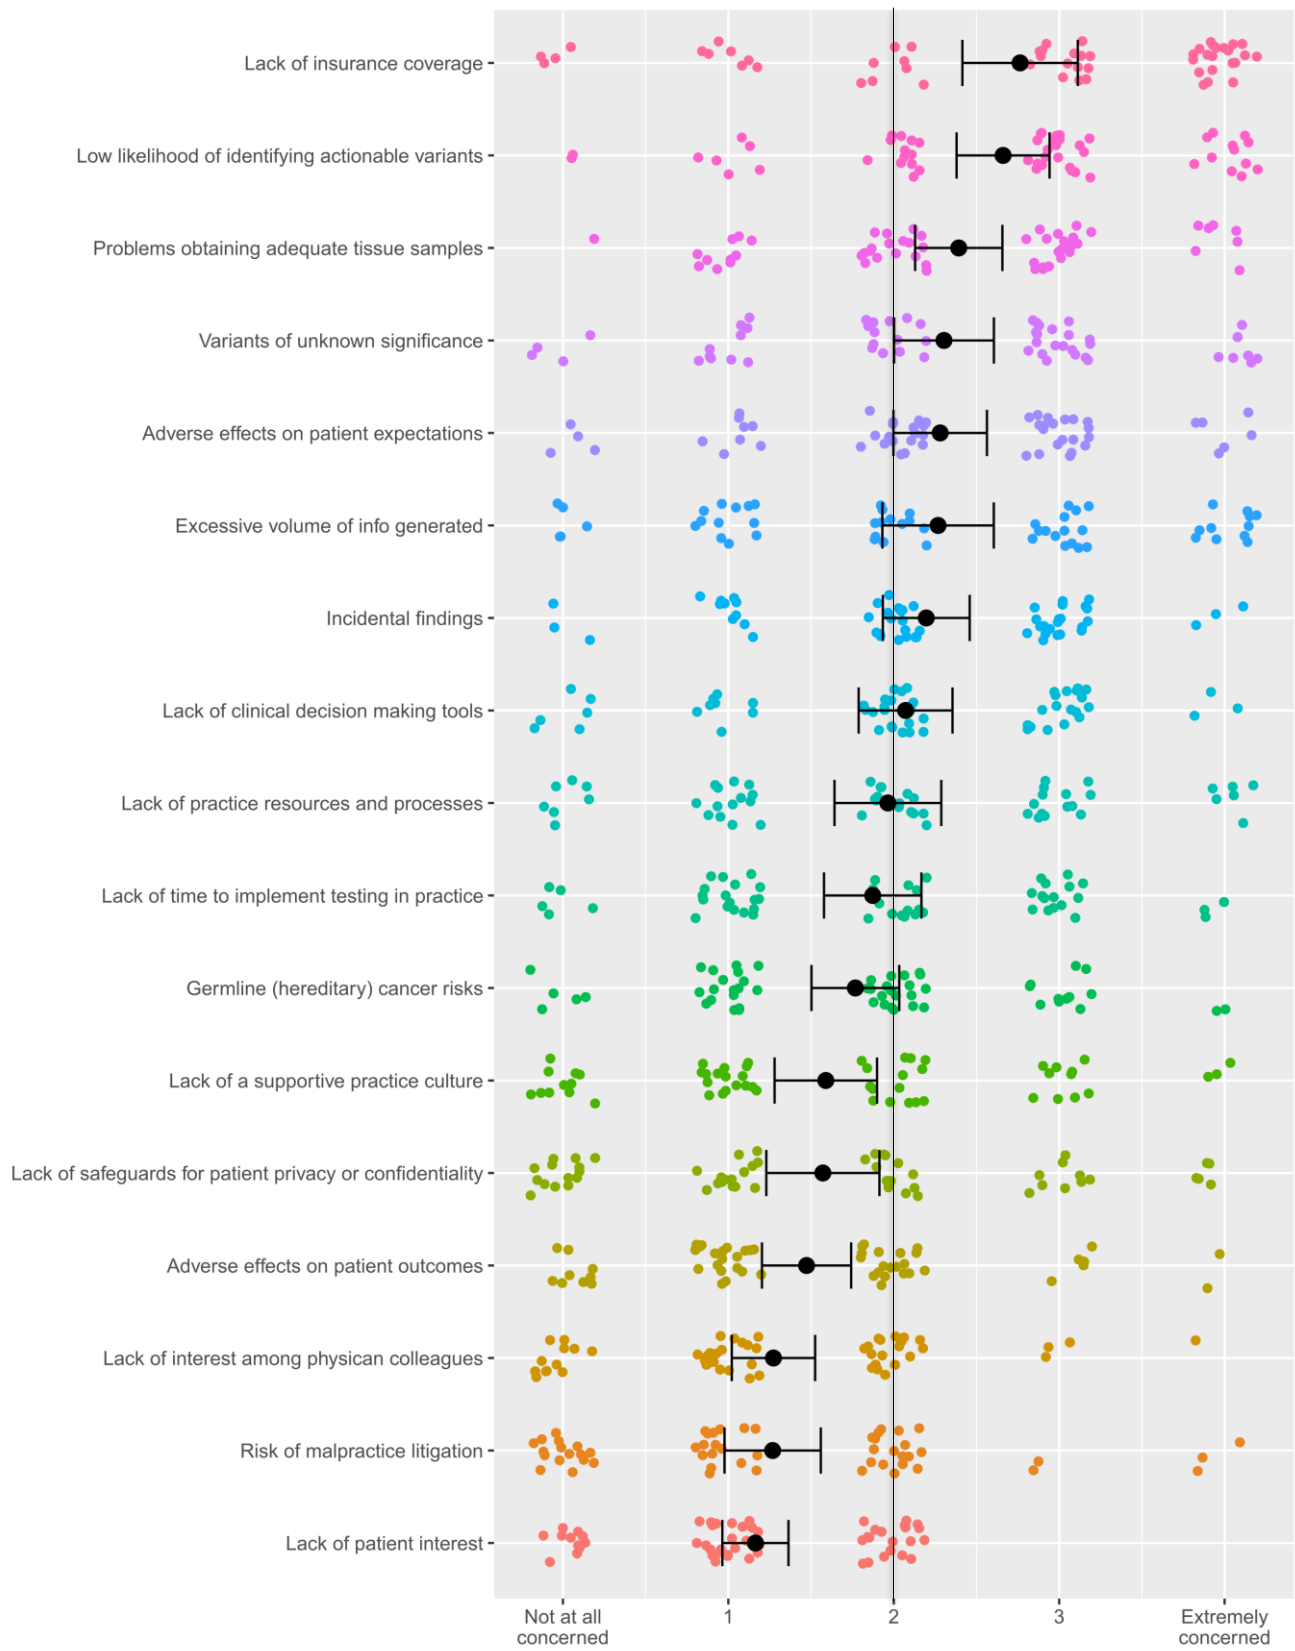 Lack of insurance coverage
Low likelihood of identifying actionable variants
Problems obtaining adequate tissue samples
Variants of unknown significance
Adverse effects on patient expectations
Excessive volume of info generated
Incidental findings
Lack of clinical decision making tools
Lack of practice resources and processes
Lack of time to implement testing in practice
Germline (hereditary) cancer risks
Lack of a supportive practice culture
Lack of safeguards for patient privacy or confidentiality
Adverse effects on patient outcomes
Lack of interest among physican colleagues
Risk of malpractice litigation
Lack of patient interest
Not at all
concerned
1
2
3
Extremely
concerned